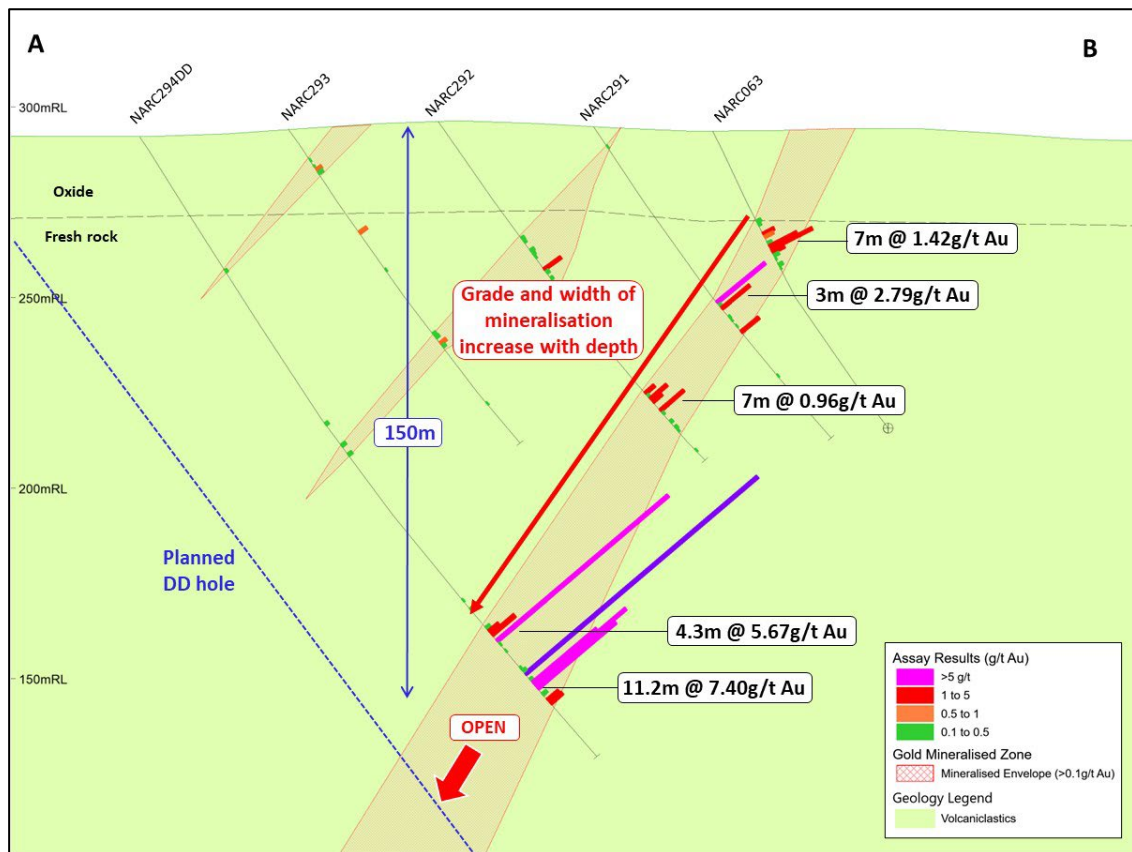 A
B
NARC294DD
NARC293
NARC292
NARC291
NARC063
300mRL
Oxide
Fresh rock
7m @ 1.42g/t Au
250mRL
3m @ 2.79g/t Au
Grade and width of
mineralisation
increase with depth
7m @ 0.96g/t Au
150m
200mRL
Planned
DD hole
4.3m @ 5.67g/t Au
150mRL
11.2m @ 7.40g/t Au
OPEN
Assay Results (g/t Au)
>5 g/t
1 to 5
0.5 to 1
0.1 to 0.5
Gold Mineralised Zone
Mineralised Envelope (>0.1g/t Au)
Geology Legend
Volcaniclastics